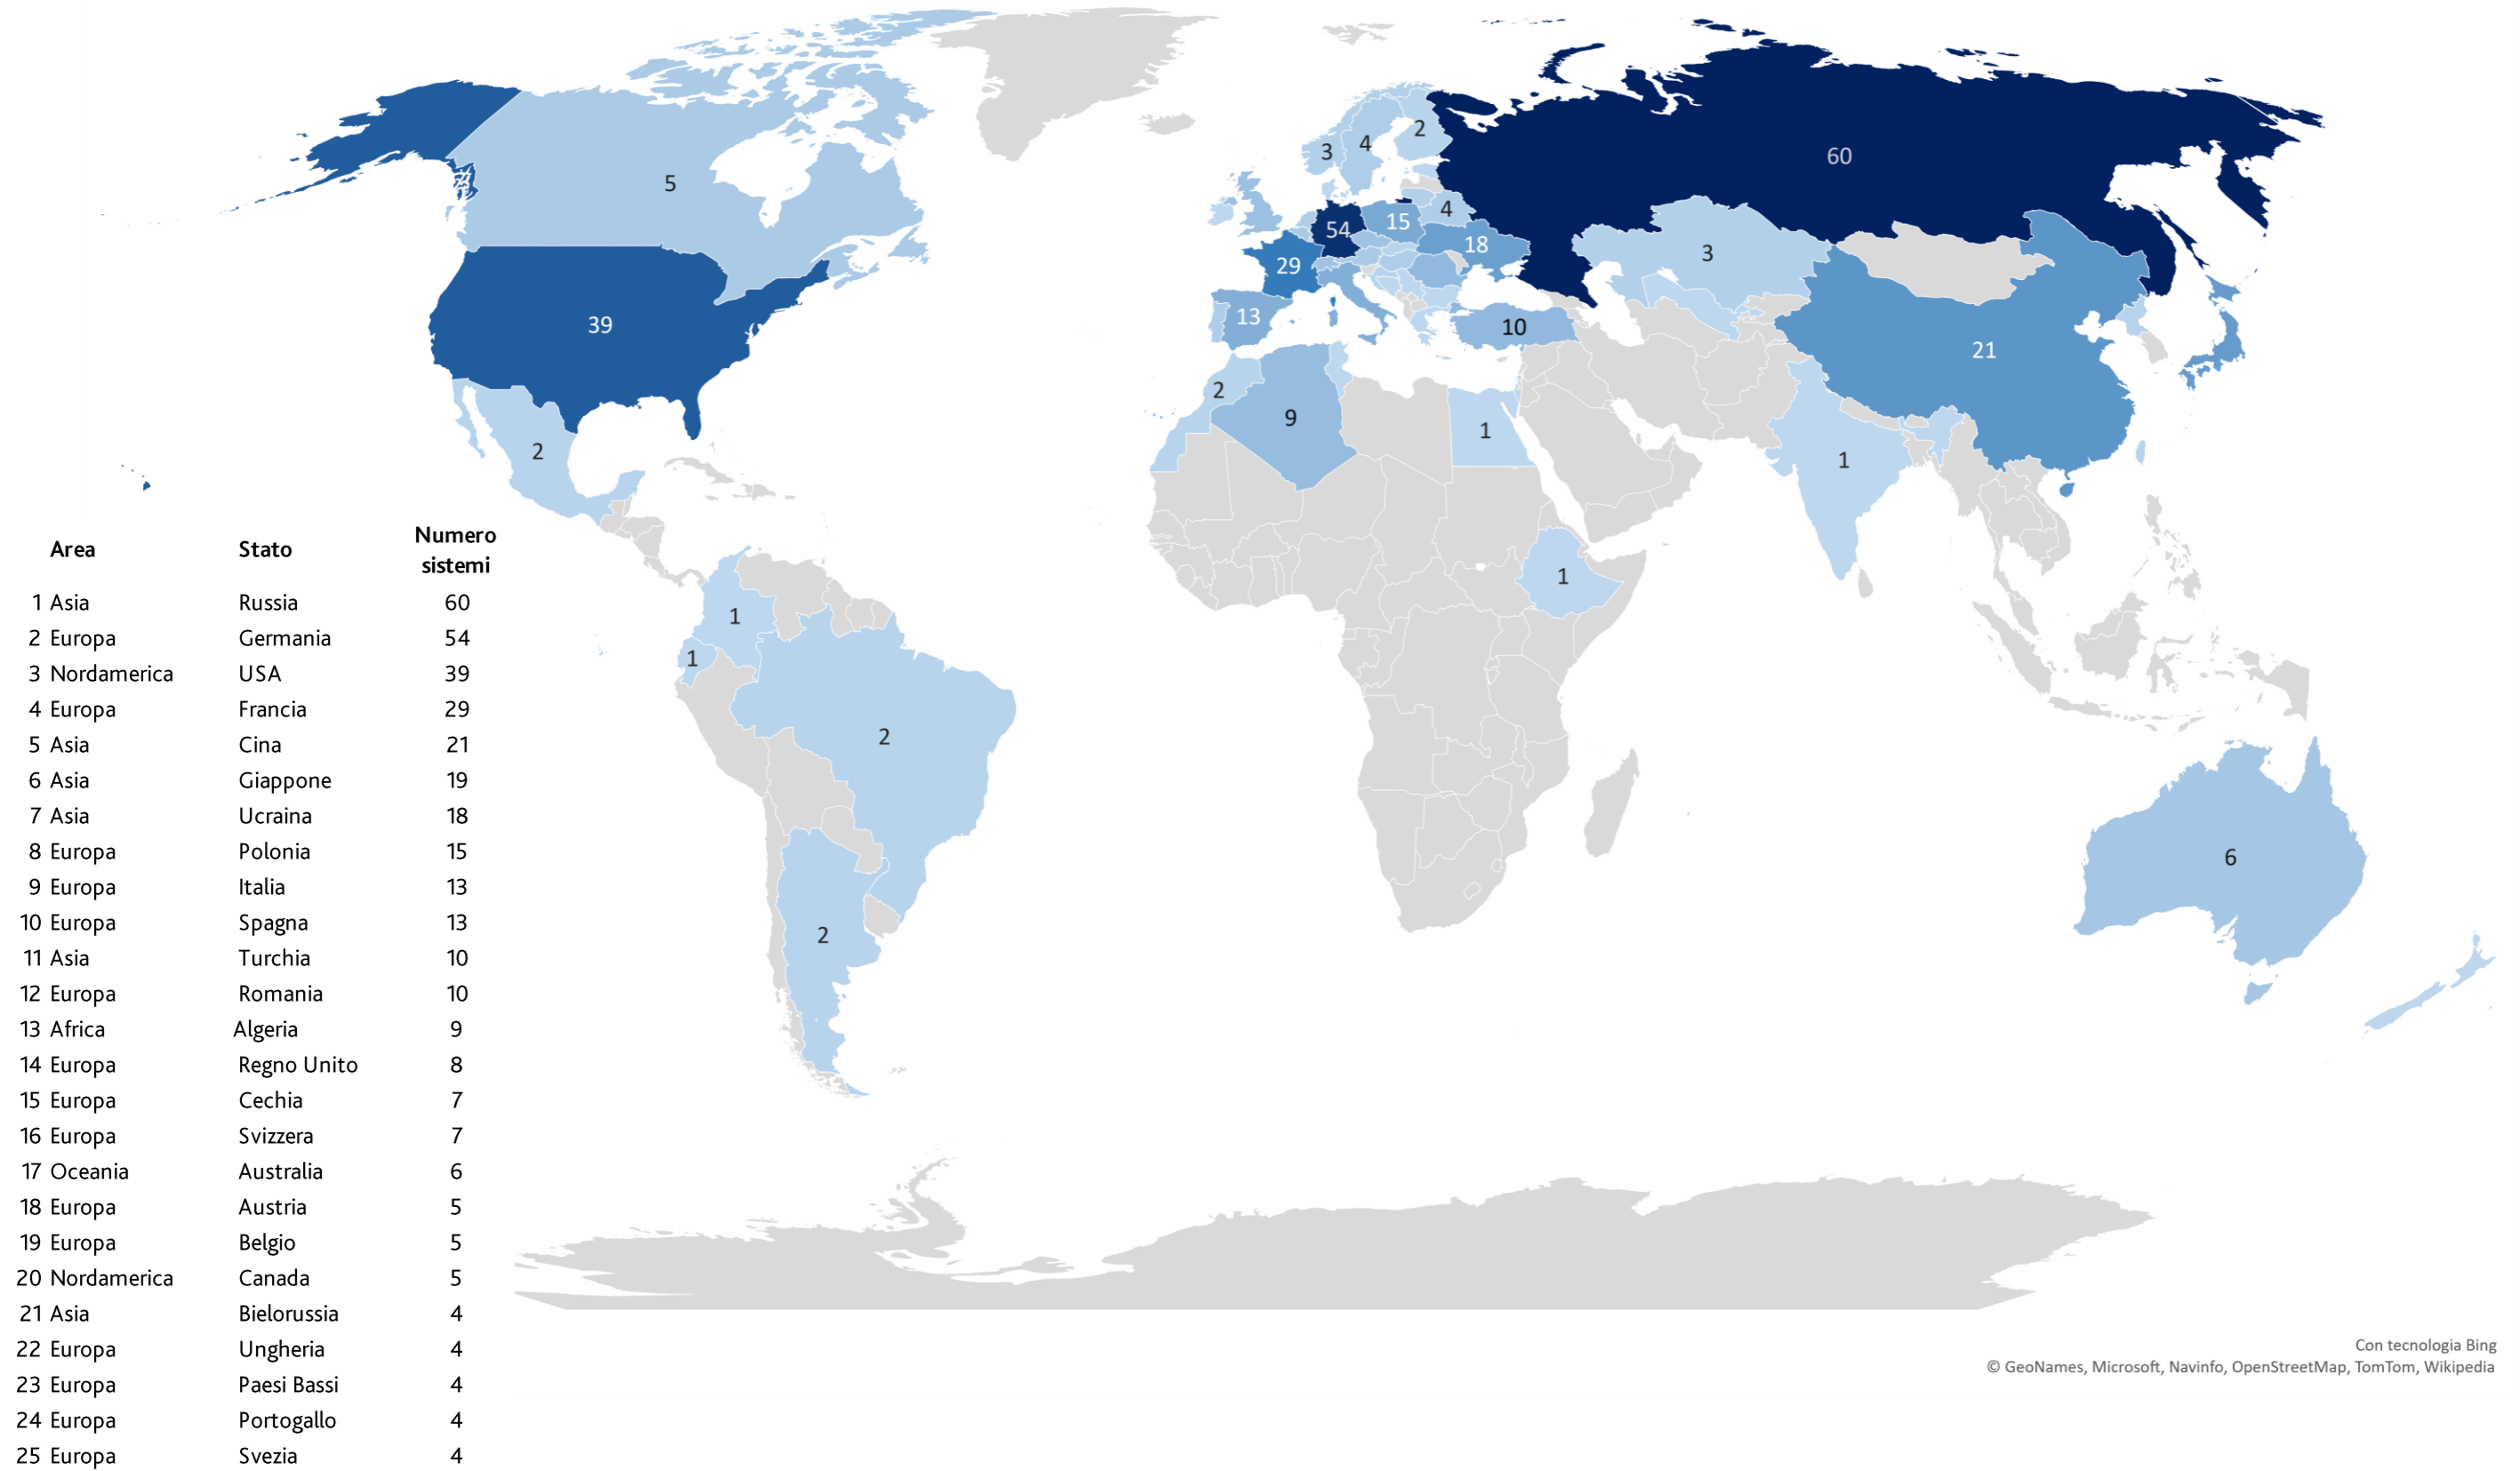 5
3
4
2
60
54
15
4
18
29
3
39
13
10
21
2
9
1
2
1
1
1
1
2
2
6
Area Stato Numero sistemi
1 Asia Russia 60
2 Europa Germania 54
3 Nordamerica USA 39
4 Europa Francia 29
5 Asia Cina 21
6 Asia Giappone 19
7 Asia Ucraina 18
8 Europa Polonia 15
9 Europa Italia 13
10 Europa Spagna 13
11 Asia Turchia 10
12 Europa Romania 10
13 Africa Algeria 9
14 Europa Regno Unito 8
15 Europa Cechia 7
16 Europa Svizzera 7
17 Oceania Australia 6
18 Europa Austria 5
19 Europa Belgio 5
20 Nordamerica Canada 5
21 Asia Bielorussia 4
22 Europa Ungheria 4
23 Europa Paesi Bassi 4
24 Europa Portogallo 4
25 Europa Svezia 4
Con tecnologia Bing
© GeoNames, Microsoft, Navinfo, OpenStreetMap, TomTom, Wikipedia